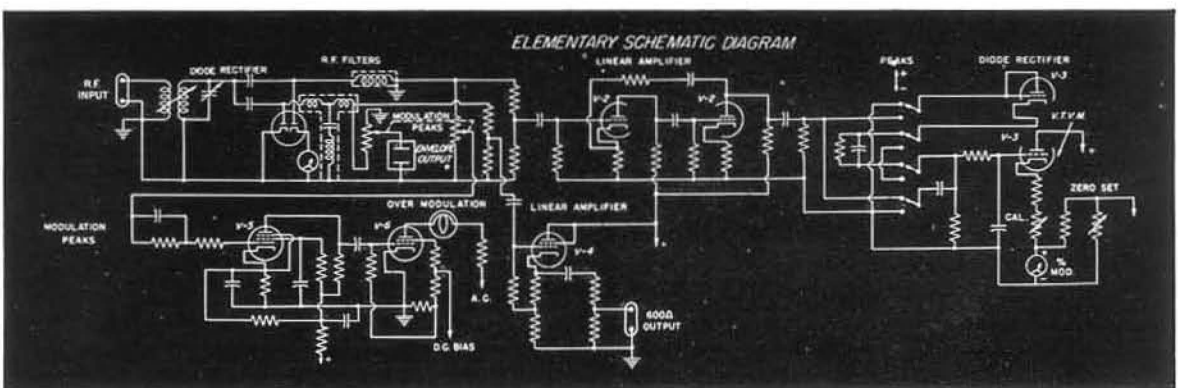 ELEMENTARY SCHEMATIC DIAGRAM
R.F.
INPUT
DIODE RECTIFIER
R.F. FILTERS
MODULATION
PEAKS
ENVELOPE
OUTPUT
LINEAR AMPLIFIER
V-2
V-2
PEAKS
+
-
DIODE RECTIFIER
V-3
V.T.V.M.
V-3
+
ZERO SET
CAL.
+
% MOD.
-
MODULATION
PEAKS
V-5
V-6
OVER MODULATION
LINEAR AMPLIFIER
V-4
+
A.C.
D.C. BIAS
+
600Ω
OUTPUT